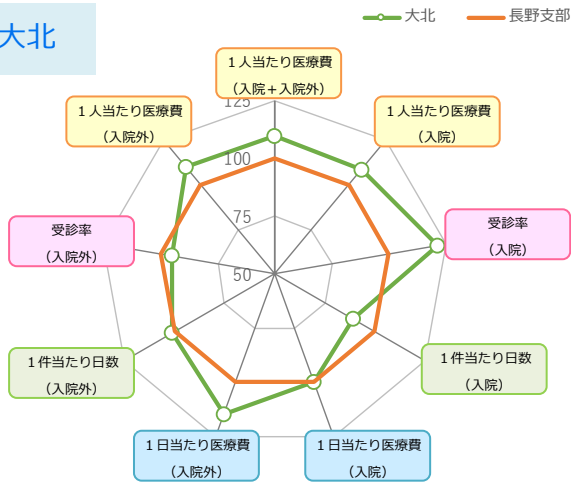 大北
大北
長野支部
１人当たり医療費
（入院＋入院外）
１人当たり医療費
（入院外）
１人当たり医療費
（入院）
125
100
75
50
受診率
（入院外）
受診率
（入院）
１件当たり日数
（入院外）
１件当たり日数
（入院）
１日当たり医療費
（入院外）
１日当たり医療費
（入院）